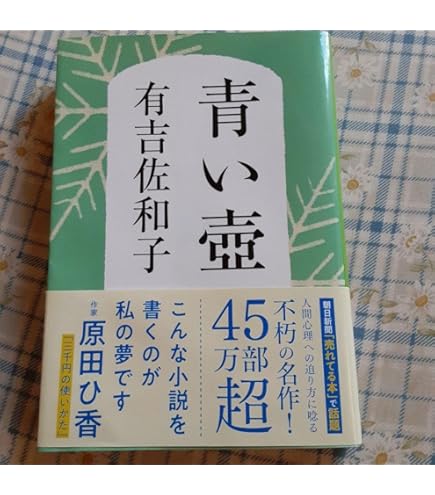 青い壺
有吉佐和子
朝日新聞「売れてる本」で話題
人間心理への迫り方に唸る
不朽の名作!
45万部超
こんな小説を
書くのが
私の夢です
作家 原田ひ香
『三千円の使いかた』